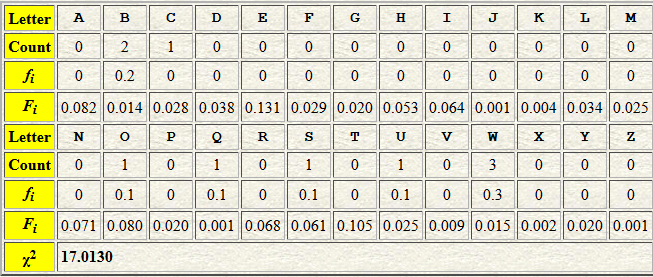 Letter A B C D E F G H I J K L M
Count 0 2 1 0 0 0 0 0 0 0 0 0 0
fi 0 0.2 0 0 0 0 0 0 0 0 0 0 0
Fi 0.082 0.014 0.028 0.038 0.131 0.029 0.020 0.053 0.064 0.001 0.004 0.034 0.025
Letter N O P Q R S T U V W X Y Z
Count 0 1 0 1 0 1 0 1 0 3 0 0 0
fi 0 0.1 0 0.1 0 0.1 0 0.1 0 0.3 0 0 0
Fi 0.071 0.080 0.020 0.001 0.068 0.061 0.105 0.025 0.009 0.015 0.002 0.020 0.001
χ2 17.0130